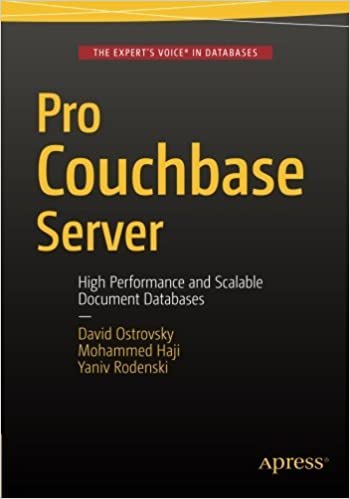 THE EXPERT'S VOICE® IN DATABASES
Pro
Couchbase
Server
High Performance and Scalable
Document Databases
—
David Ostrovsky
Mohammed Haji
Yaniv Rodenski
Apress®